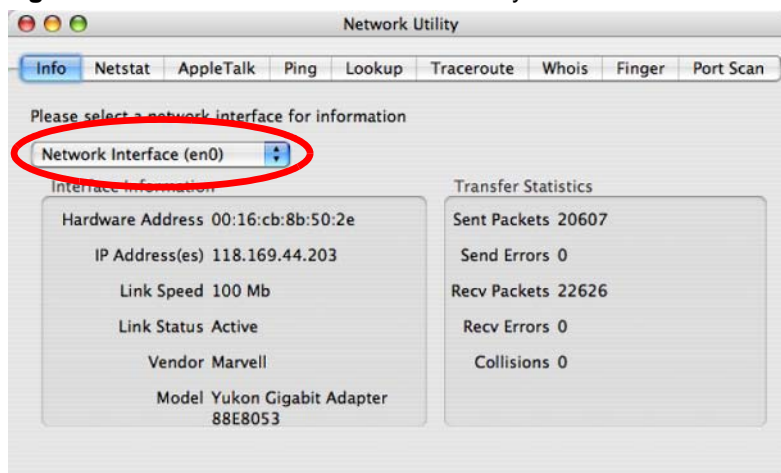 Network Utility
Info Netstat AppleTalk Ping Lookup Traceroute Whois Finger Port Scan
Please select a network interface for information
Network Interface (en0)
Interface Information
Hardware Address 00:16:cb:8b:50:2e
IP Address(es) 118.169.44.203
Link Speed 100 Mb
Link Status Active
Vendor Marvell
Model Yukon Gigabit Adapter
88E8053
Transfer Statistics
Sent Packets 20607
Send Errors 0
Recv Packets 22626
Recv Errors 0
Collisions 0